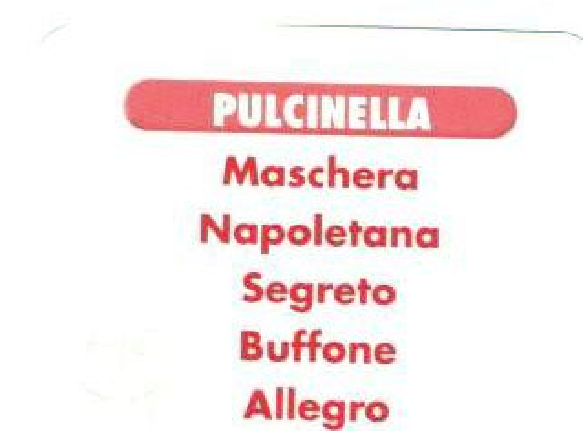 PULCINELLA
Maschera
Napoletana
Segreto
Buffone
Allegro